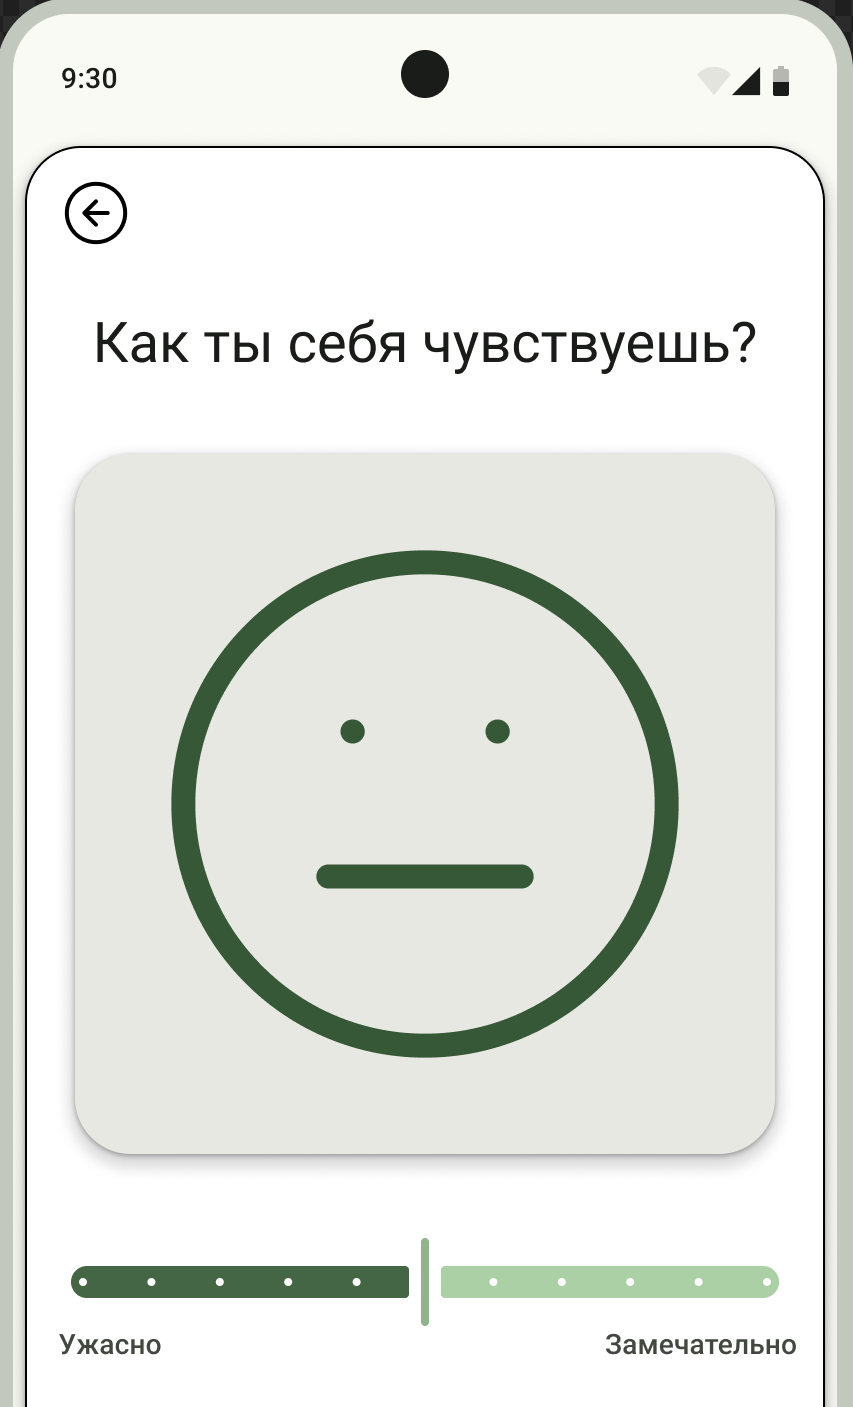 9:30
Как ты себя чувствуешь?
Ужасно
Замечательно